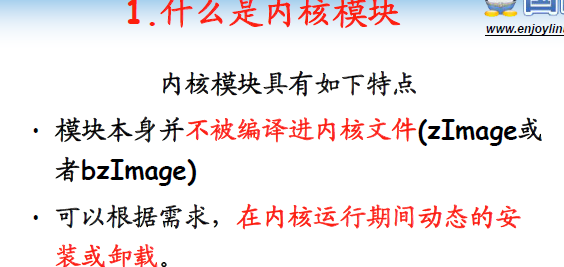 1.什么是内核模块
www.enjoylin
内核模块具有如下特点
· 模块本身并不被编译进内核文件(zImage或
者bzImage)
· 可以根据需求，在内核运行期间动态的安
装或卸载。